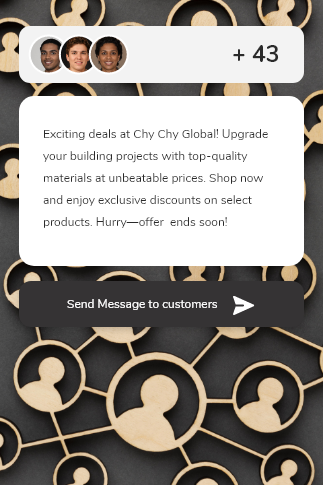 + 43
Exciting deals at Chy Chy Global! Upgrade
your building projects with top-quality
materials at unbeatable prices. Shop now
and enjoy exclusive discounts on select
products. Hurry—offer ends soon!
Send Message to customers